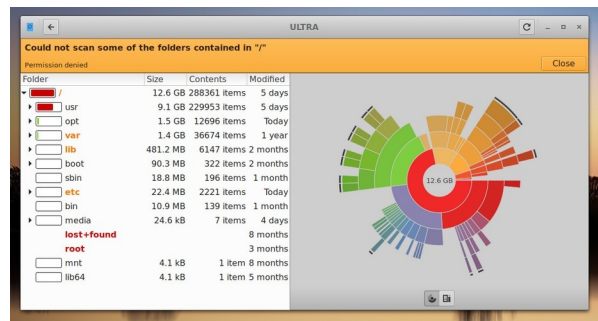 ULTRA
Could not scan some of the folders contained in "/"
Permission denied
Close
Folder Size Contents Modified
/ 12.6 GB 288361 items 5 days
usr 9.1 GB 229953 items 5 days
opt 1.5 GB 12696 items Today
var 1.4 GB 36674 items 1 year
lib 481.2 MB 6147 items 2 months
boot 90.3 MB 322 items 2 months
sbin 18.8 MB 196 items 1 month
etc 22.4 MB 2221 items Today
bin 10.9 MB 139 items 1 month
media 24.6 kB 7 items 4 days
lost+found 8 months
root 3 months
mnt 4.1 kB 1 item 8 months
lib64 4.1 kB 1 item 5 months
12.6 GB